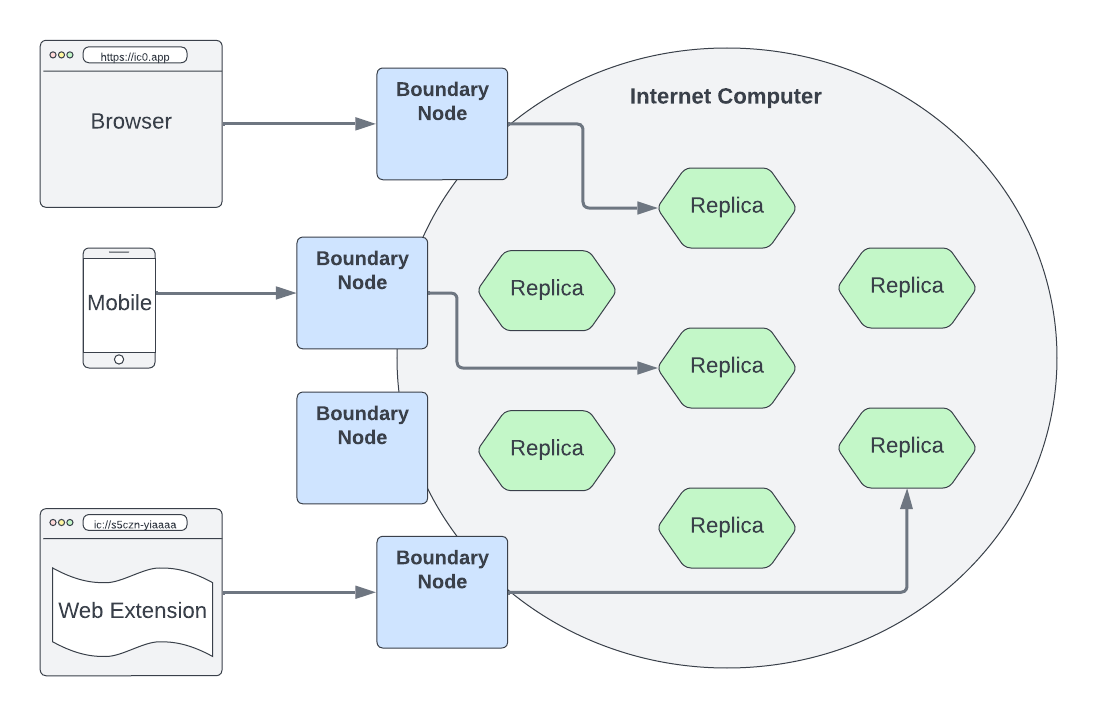 https://ic0.app
Browser
Boundary
Node
Internet Computer
Replica
Mobile
Boundary
Node
Replica
Replica
Replica
Boundary
Node
Replica
Replica
Replica
ic://s5czn-yiaaaa
Web Extension
Boundary
Node